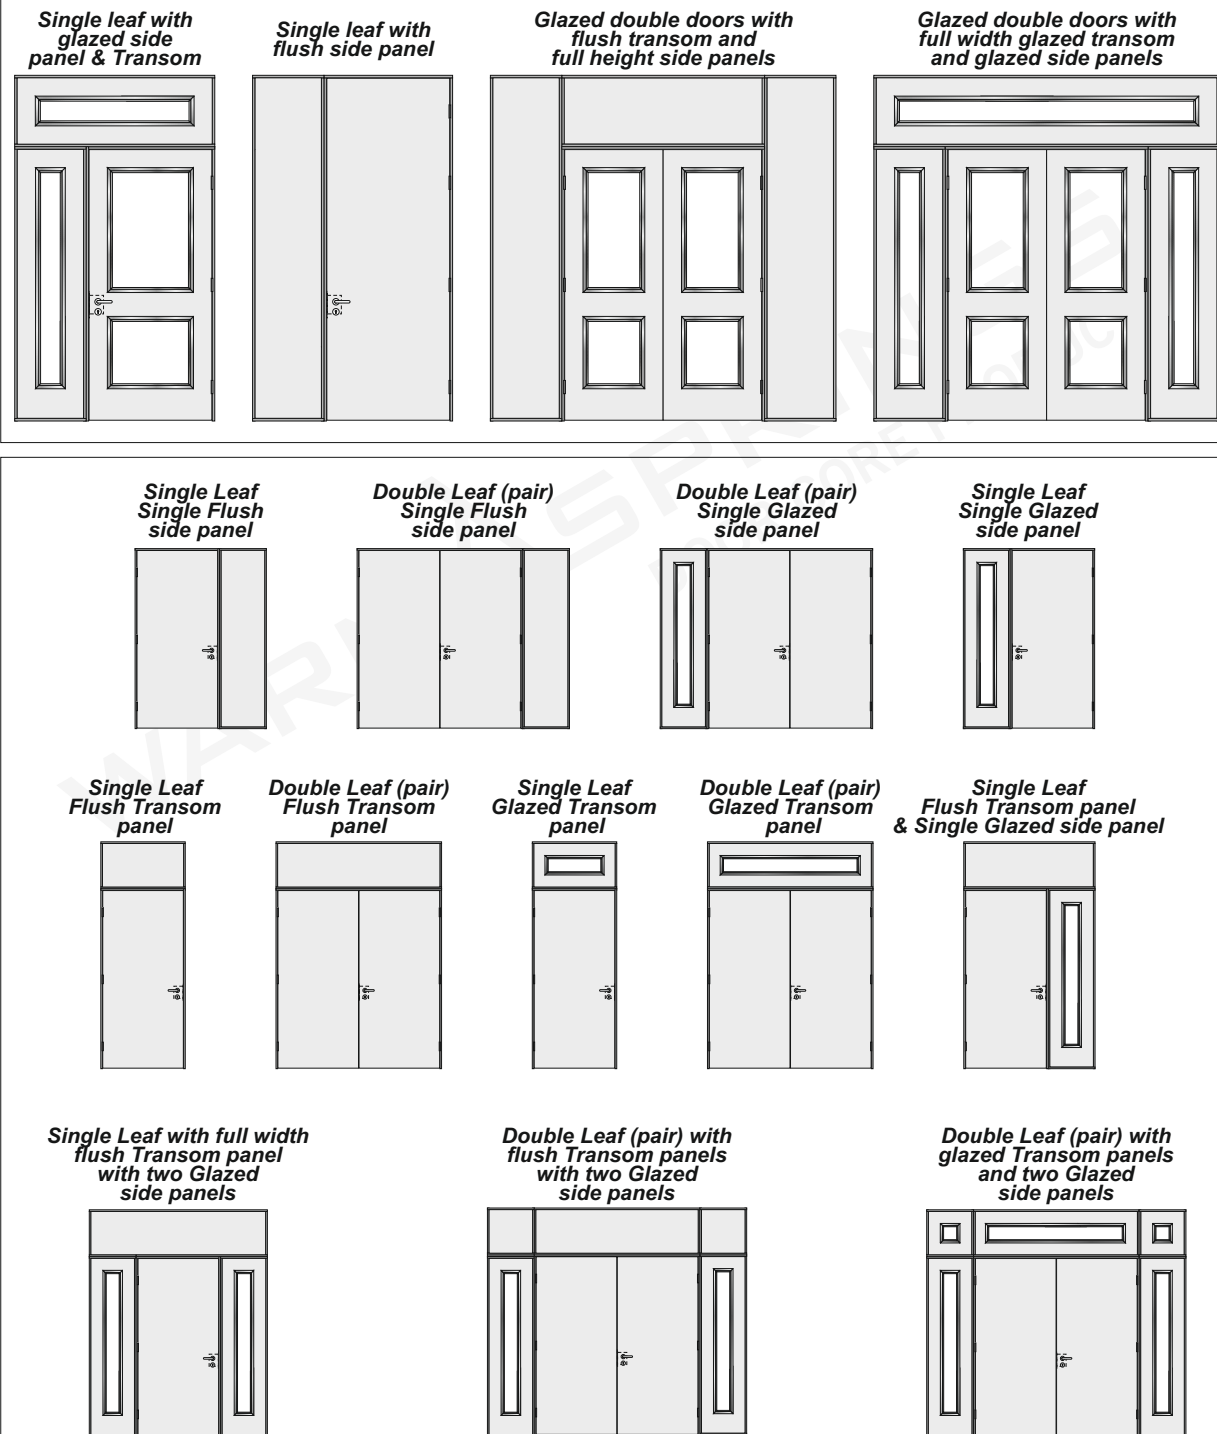 Single leaf with
glazed side
panel & Transom
Single leaf with
flush side panel
Glazed double doors with
flush transom and
full height side panels
Glazed double doors with
full width glazed transom
and glazed side panels
Single Leaf
Single Flush
side panel
Double Leaf (pair)
Single Flush
side panel
Double Leaf (pair)
Single Glazed
side panel
Single Leaf
Single Glazed
side panel
Single Leaf
Flush Transom
panel
Double Leaf (pair)
Flush Transom
panel
Single Leaf
Glazed Transom
panel
Double Leaf (pair)
Glazed Transom
panel
Single Leaf
Flush Transom panel
& Single Glazed side panel
Single Leaf with full width
flush Transom panel
with two Glazed
side panels
Double Leaf (pair) with
flush Transom panels
with two Glazed
side panels
Double Leaf (pair) with
glazed Transom panels
and two Glazed
side panels